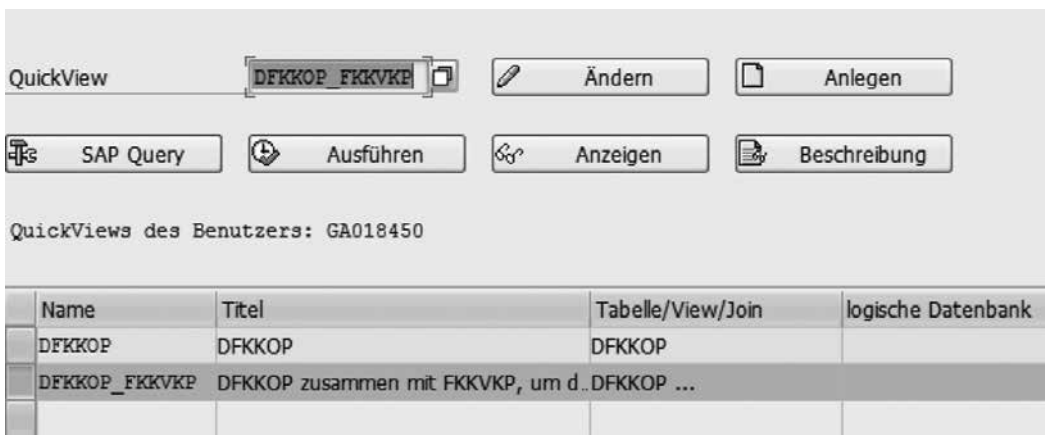 QuickView DFKKOP_FKKVKP Ändern Anlegen
SAP Query Ausführen Anzeigen Beschreibung
QuickViews des Benutzers: GA018450
Name Titel Tabelle/View/Join logische Datenbank
DFKKOP DFKKOP DFKKOP
DFKKOP_FKKVKP DFKKOP zusammen mit FKKVKP, um d.. DFKKOP ...